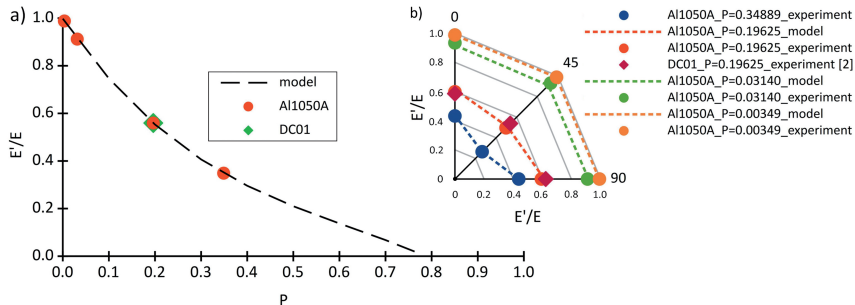 a)
1.0
0.8
0.6
0.4
0.2
0.0
E'/E
0.0 0.1 0.2 0.3 0.4 0.5 0.6 0.7 0.8 0.9 1.0
P
model
Al1050A
DC01
b)
0
45
90
1.0
0.8
0.6
0.4
0.2
0
E'/E
0 0.2 0.4 0.6 0.8 1.0
E'/E
Al1050A_P=0.34889_experiment
Al1050A_P=0.19625_model
Al1050A_P=0.19625_experiment
DC01_P=0.19625_experiment [2]
Al1050A_P=0.03140_model
Al1050A_P=0.03140_experiment
Al1050A_P=0.00349_model
Al1050A_P=0.00349_experiment